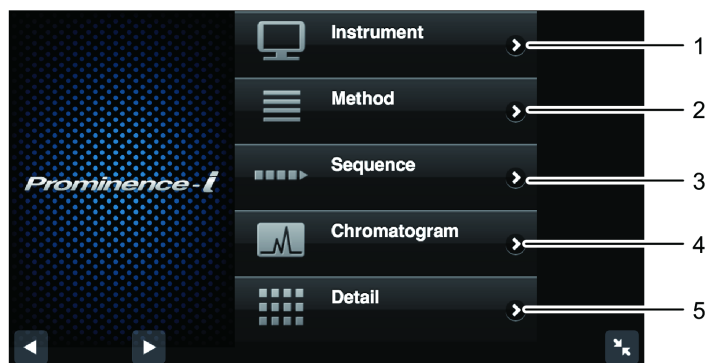 Instrument
1
Method
2
Prominence-i
Sequence
3
Chromatogram
4
Detail
5